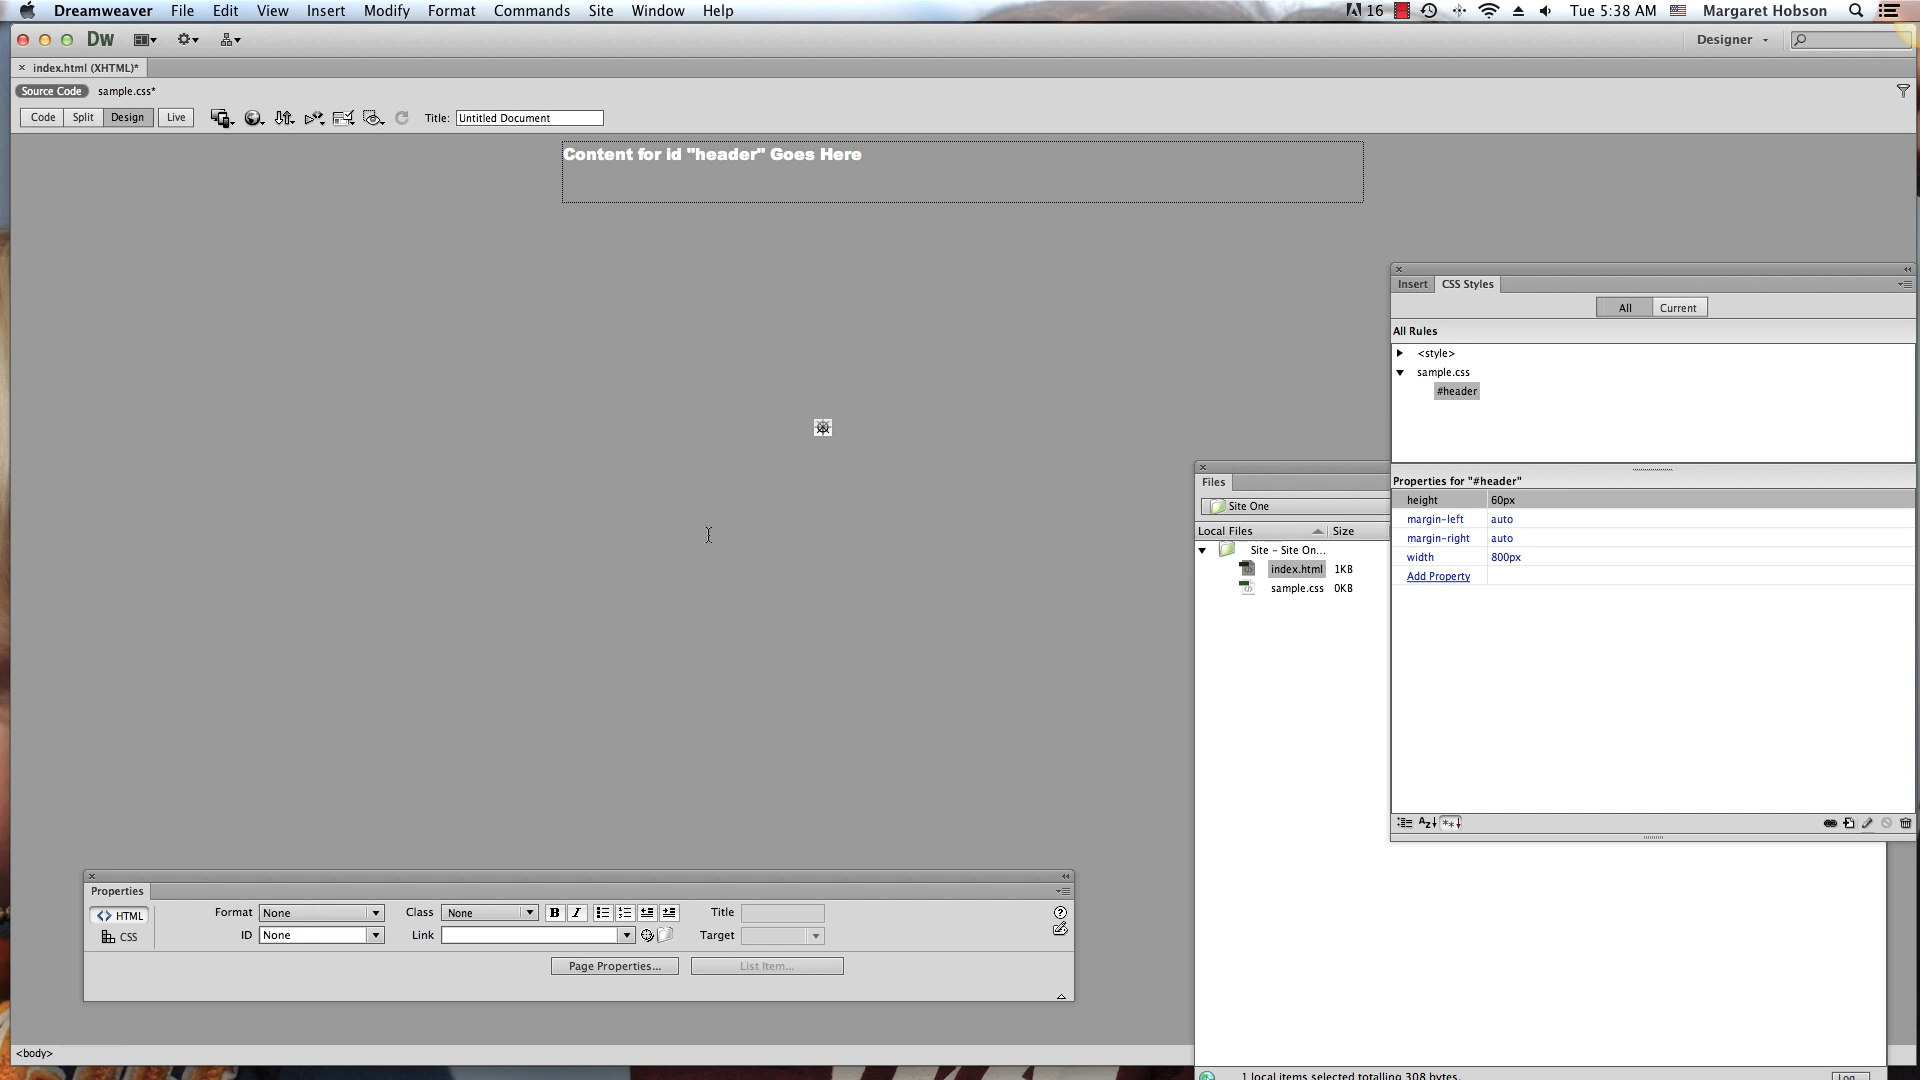 Dreamweaver File Edit View Insert Modify Format Commands Site Window Help 16 Tue 5:38 AM Margaret Hobson
Dw Designer
index.html (XHTML)*
Source Code sample.css*
Code Split Design Live Title: Untitled Document
Content for id "header" Goes Here
Insert CSS Styles
All Current
All Rules
<style>
sample.css
#header
Properties for "#header"
height 60px
margin-left auto
margin-right auto
width 800px
Add Property
Files
Site One
Local Files Size
Site - Site On...
index.html 1KB
sample.css 0KB
Properties
HTML Format None Class None B I Title
CSS ID None Link Target
Page Properties... List Item...
<body>
1 local items selected totalling 308 bytes.
Log...